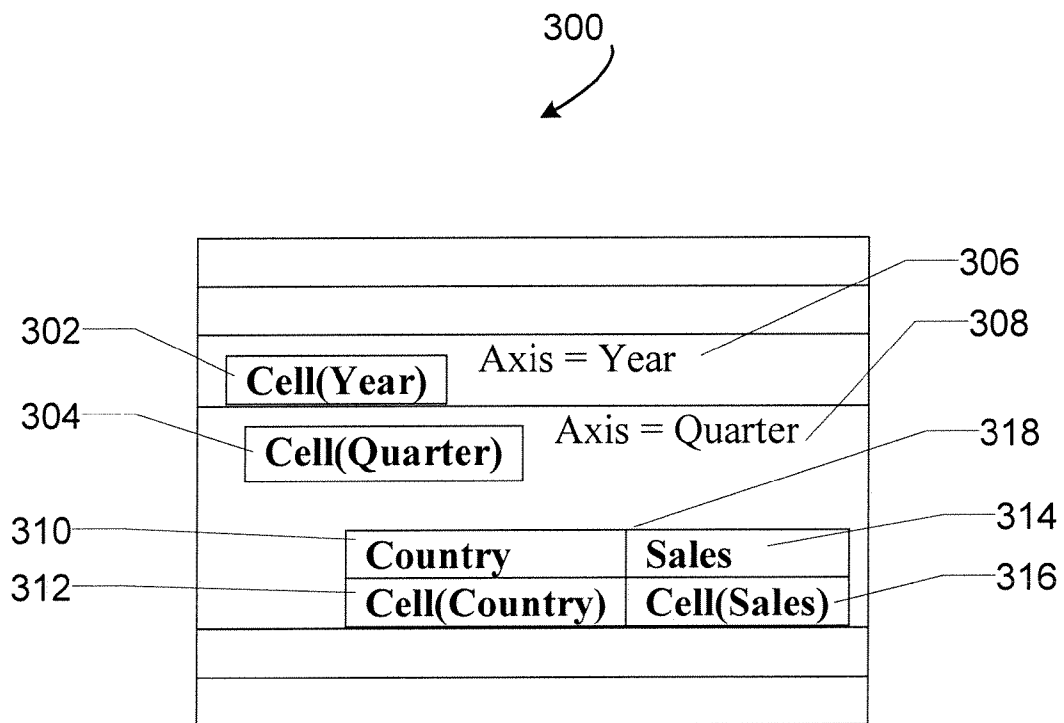 300
306
302
Axis = Year
308
Cell(Year)
304
Axis = Quarter
318
Cell(Quarter)
310
314
Country Sales
312
316
Cell(Country) Cell(Sales)